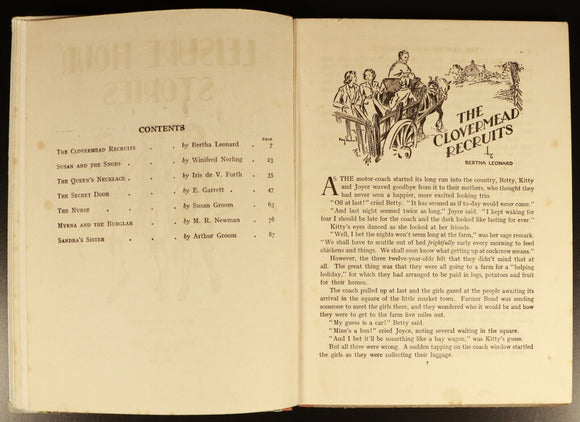 LEISURE HOUR
STORIES
CONTENTS
PAGE
THE CLOVERMEAD RECRUITS . by Bertha Leonard . 7
SUSAN AND THE SNOBS . . by Winifred Norling . 23
THE QUEEN'S NECKLACE . . by Iris de V. Forth . 35
THE SECRET DOOR . . by E. Garrett . . 47
THE NURSE . . . by Susan Groom . . 63
MYRNA AND THE BURGLAR . by M. R. Newman . 78
SANDRA'S SISTER . . by Arthur Groom . . 87
THE
CLOVERMEAD
RECRUITS
by
BERTHA LEONARD
AS THE motor-coach started its long run into the country, Betty, Kitty
and Joyce waved goodbye from it to their mothers, who thought they
had never seen a happier, more excited looking trio.
"Oh at last!" cried Betty. "It has seemed as if to-day would never come."
"And last night seemed twice as long," Joyce said. "I kept waking for
fear I should be late for the coach and the dark looked like lasting for ever."
Kitty's eyes danced as she looked at her friends.
"Well, I bet the nights won't seem long at the farm," was her sage remark.
"We shall have to scuttle out of bed frightfully early every morning to feed
chickens and things. We shall soon know what getting up at cockcrow means."
However, the three twelve-year-olds felt that they didn't mind that at
all. The great thing was that they were all going to a farm for a "helping
holiday," for which they had arranged to be paid in logs, potatoes and fruit
for their homes.
The coach pulled up at last and the girls gazed at the people awaiting its
arrival in the square of the little market town. Farmer Bond was sending
someone to meet the girls there, and they wondered who it would be and how
they were to get to the farm five miles out.
"My guess is a car!" Betty said.
"Mine's a bus!" cried Joyce, noting several waiting in the square.
"And I bet it'll be something like a hay wagon," was Kitty's guess.
But all three were wrong. A sudden tapping on the coach window startled
the girls as they were collecting their luggage.
7